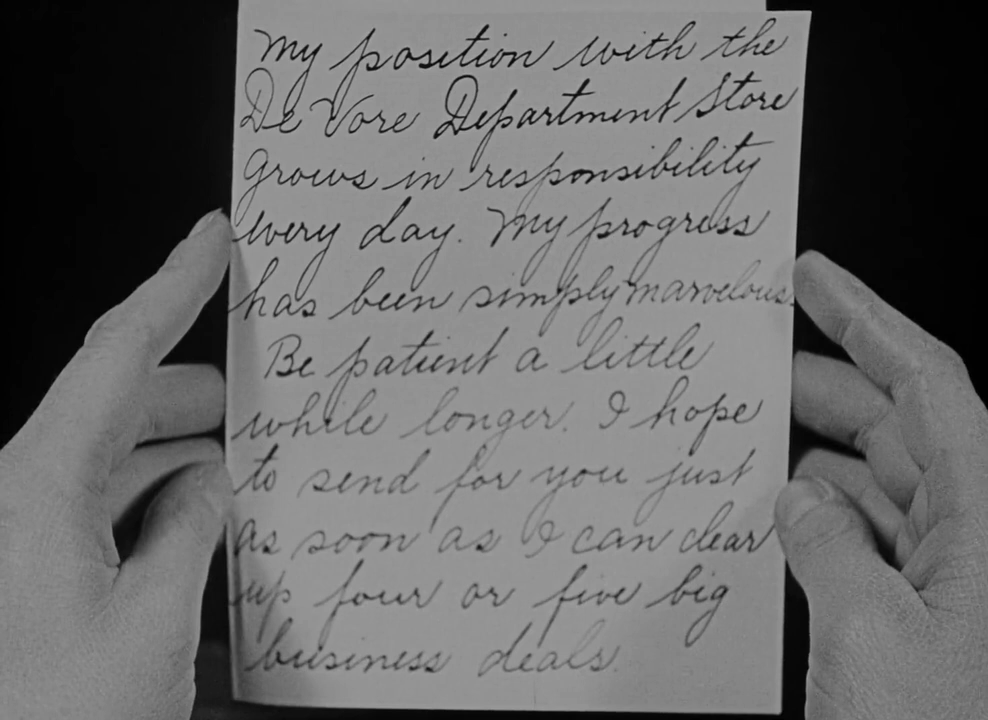 My position with the
De Vore Department Store
grows in responsibility
every day. My progress
has been simply marvelous.
Be patient a little
while longer. I hope
to send for you just
as soon as I can clear
up four or five big
business deals.